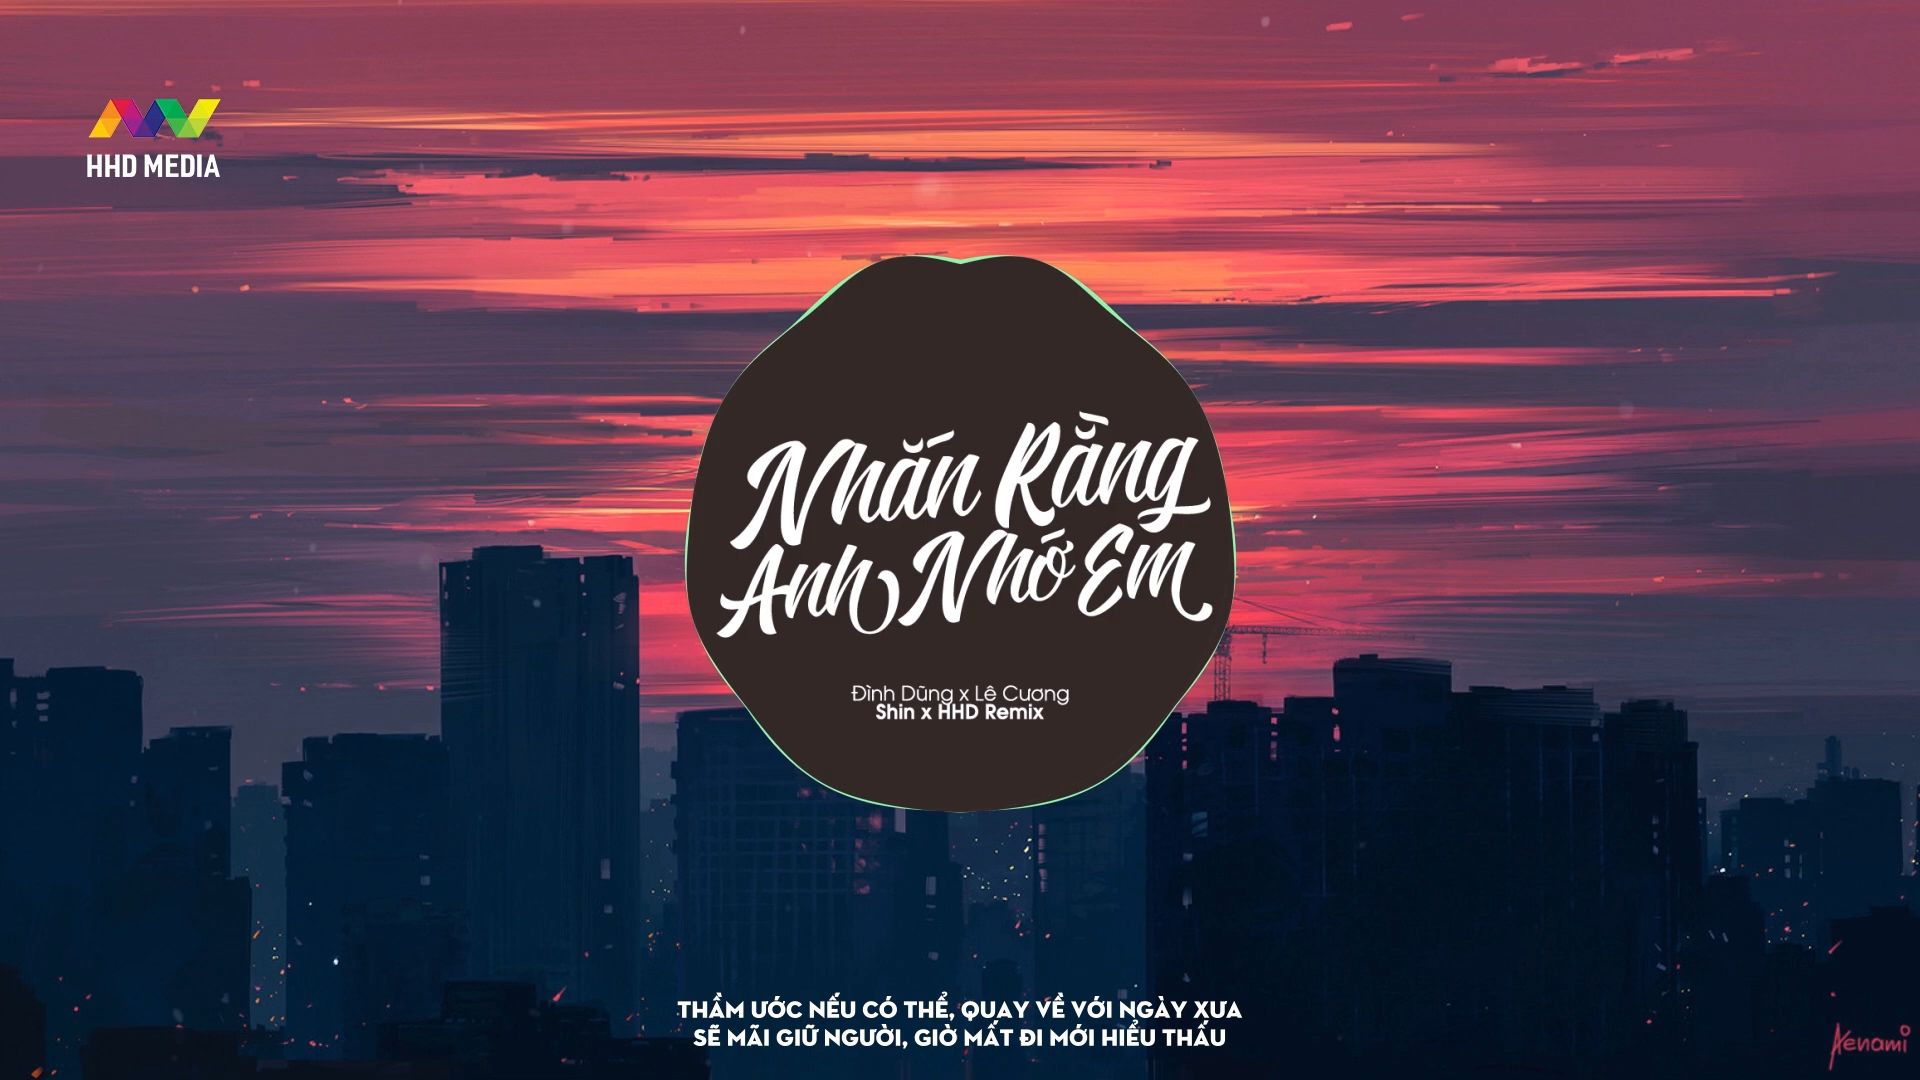 HHD MEDIA
Nhắn Rằng
Anh Nhớ Em
Đình Dũng x Lê Cương
Shin x HHD Remix
THẦM ƯỚC NẾU CÓ THỂ, QUAY VỀ VỚI NGÀY XƯA
SẼ MÃI GIỮ NGƯỜI, GIỜ MẤT ĐI MỚI HIỂU THẤU
Aenami